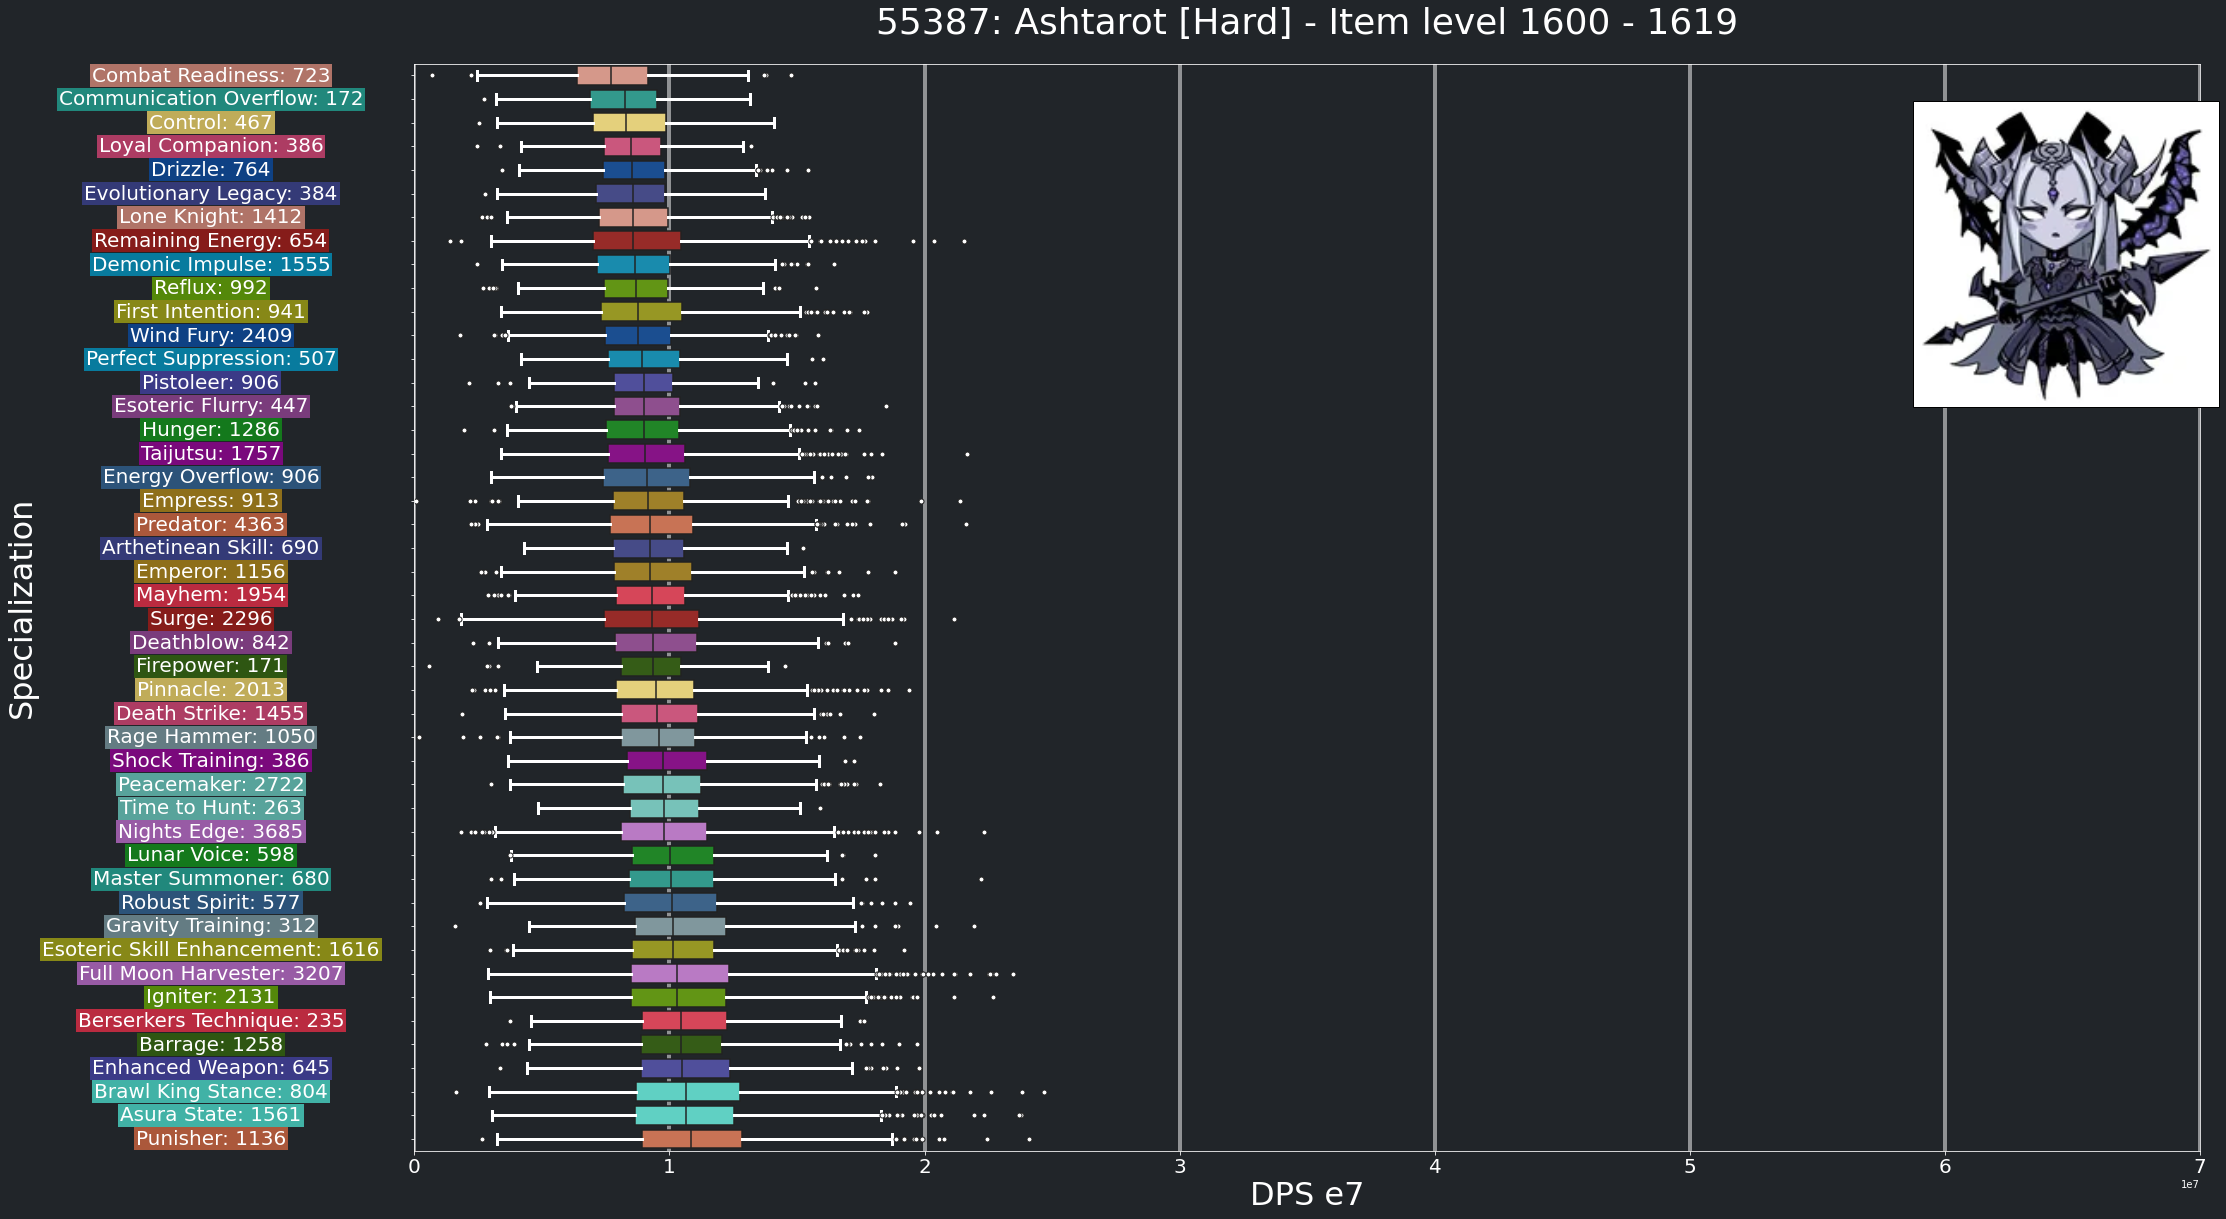 55387: Ashtarot [Hard] - Item level 1600 - 1619
Specialization
Combat Readiness: 723
Communication Overflow: 172
Control: 467
Loyal Companion: 386
Drizzle: 764
Evolutionary Legacy: 384
Lone Knight: 1412
Remaining Energy: 654
Demonic Impulse: 1555
Reflux: 992
First Intention: 941
Wind Fury: 2409
Perfect Suppression: 507
Pistoleer: 906
Esoteric Flurry: 447
Hunger: 1286
Taijutsu: 1757
Energy Overflow: 906
Empress: 913
Predator: 4363
Arthetinean Skill: 690
Emperor: 1156
Mayhem: 1954
Surge: 2296
Deathblow: 842
Firepower: 171
Pinnacle: 2013
Death Strike: 1455
Rage Hammer: 1050
Shock Training: 386
Peacemaker: 2722
Time to Hunt: 263
Nights Edge: 3685
Lunar Voice: 598
Master Summoner: 680
Robust Spirit: 577
Gravity Training: 312
Esoteric Skill Enhancement: 1616
Full Moon Harvester: 3207
Igniter: 2131
Berserkers Technique: 235
Barrage: 1258
Enhanced Weapon: 645
Brawl King Stance: 804
Asura State: 1561
Punisher: 1136
0 1 2 3 4 5 6 7
1e7
DPS e7